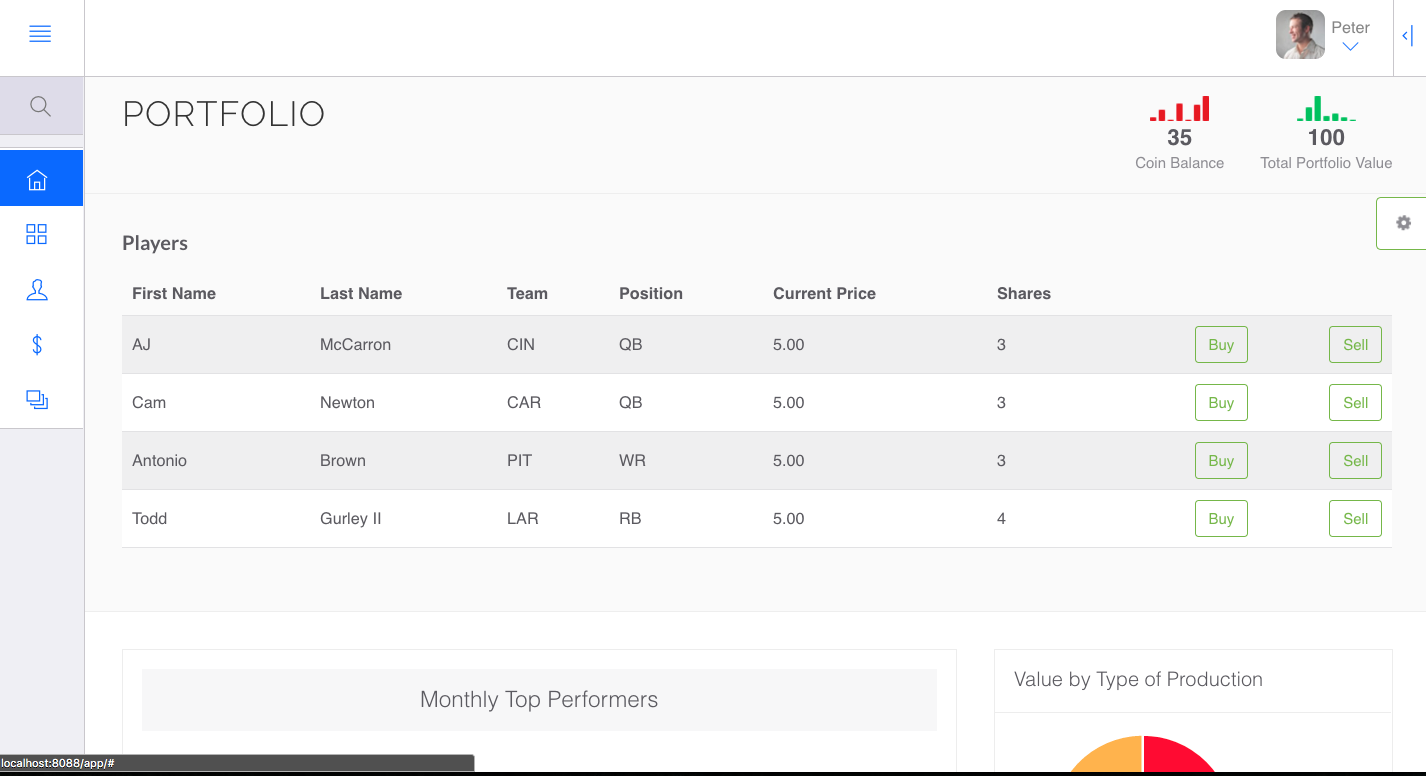 Peter
PORTFOLIO
35
Coin Balance
100
Total Portfolio Value
Players
First Name Last Name Team Position Current Price Shares
AJ McCarron CIN QB 5.00 3 Buy Sell
Cam Newton CAR QB 5.00 3 Buy Sell
Antonio Brown PIT WR 5.00 3 Buy Sell
Todd Gurley II LAR RB 5.00 4 Buy Sell
Monthly Top Performers
Value by Type of Production
localhost:8088/app/#